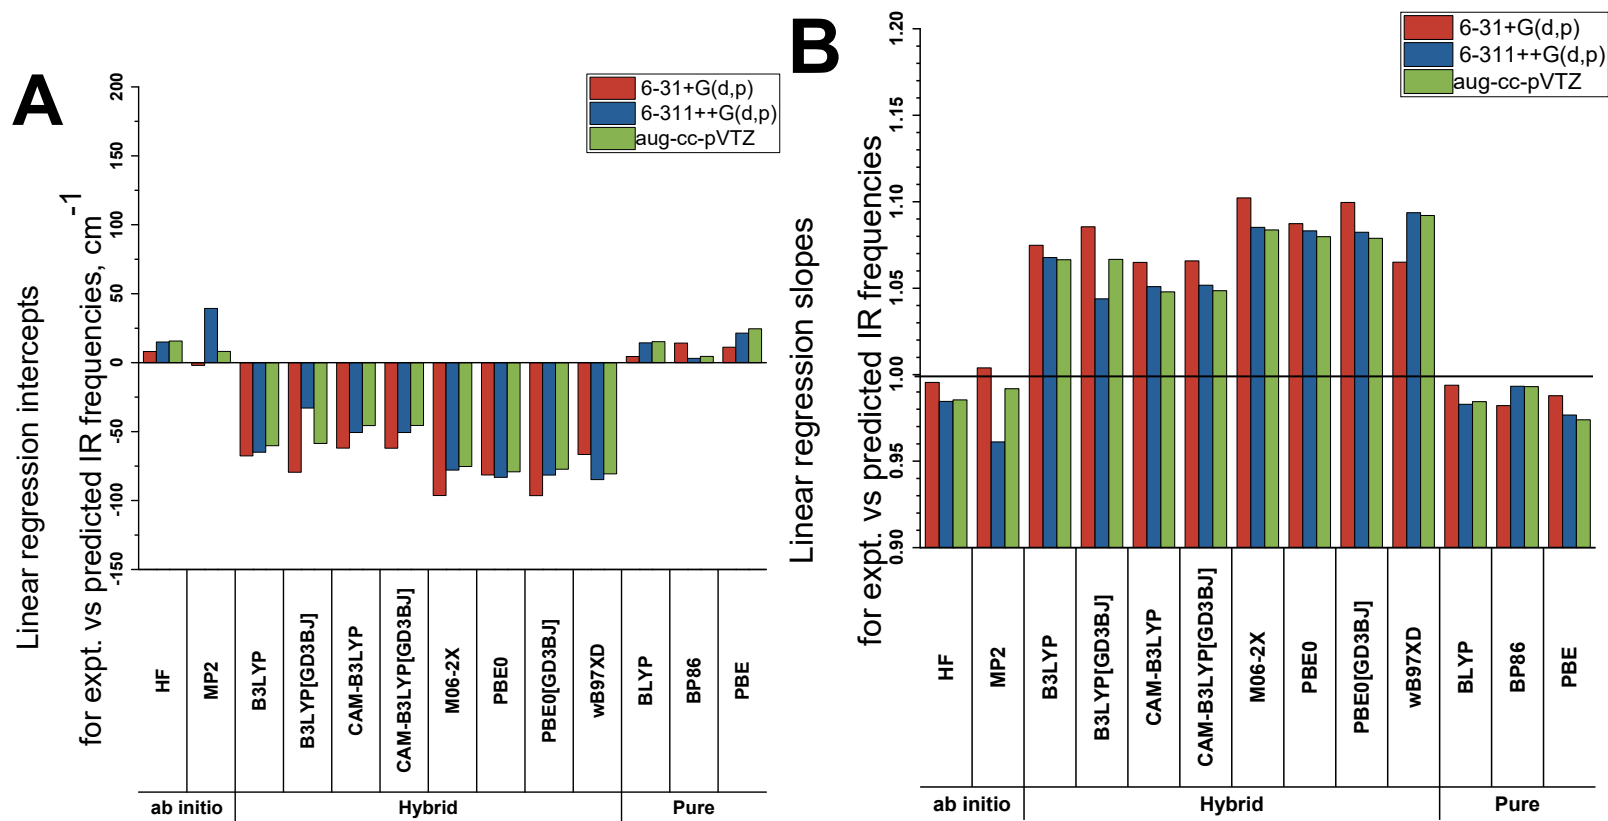 A
Linear regression intercepts
for expt. vs predicted IR frequencies, cm-1
200
150
100
50
0
-50
-100
-150
6-31+G(d,p)
6-311++G(d,p)
aug-cc-pVTZ
HF
MP2
B3LYP
B3LYP[GD3BJ]
CAM-B3LYP
CAM-B3LYP[GD3BJ]
M06-2X
PBE0
PBE0[GD3BJ]
wB97XD
BLYP
BP86
PBE
ab initio
Hybrid
Pure
B
Linear regression slopes
for expt. vs predicted IR frequencies
1.20
1.15
1.10
1.05
1.00
0.95
0.90
6-31+G(d,p)
6-311++G(d,p)
aug-cc-pVTZ
HF
MP2
B3LYP
B3LYP[GD3BJ]
CAM-B3LYP
CAM-B3LYP[GD3BJ]
M06-2X
PBE0
PBE0[GD3BJ]
wB97XD
BLYP
BP86
PBE
ab initio
Hybrid
Pure